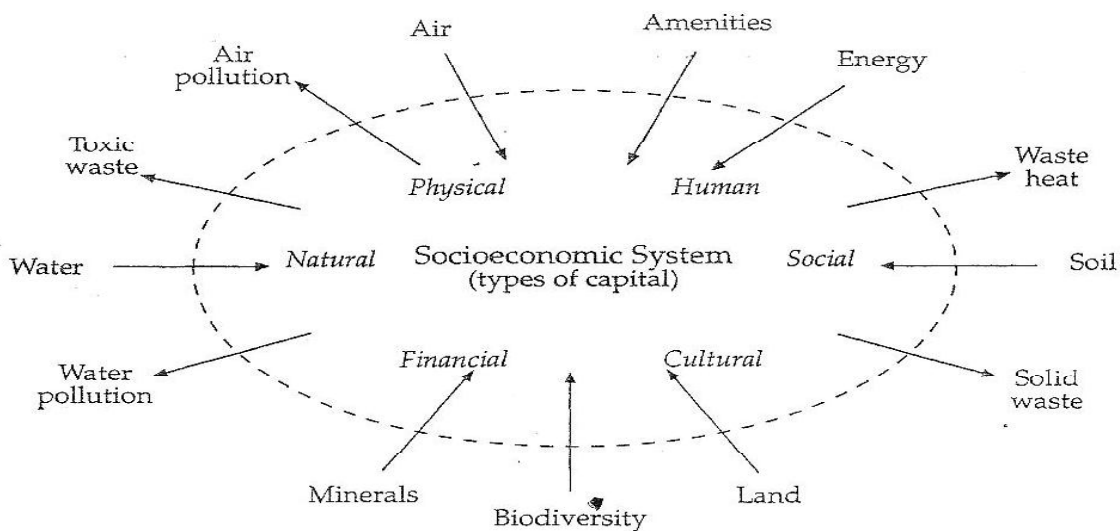 Air
Amenities
Air
pollution
Energy
Toxic
waste
Waste
heat
Physical
Human
Water
Natural
Socioeconomic System
(types of capital)
Social
Soil
Financial
Cultural
Water
pollution
Solid
waste
Minerals
Biodiversity
Land